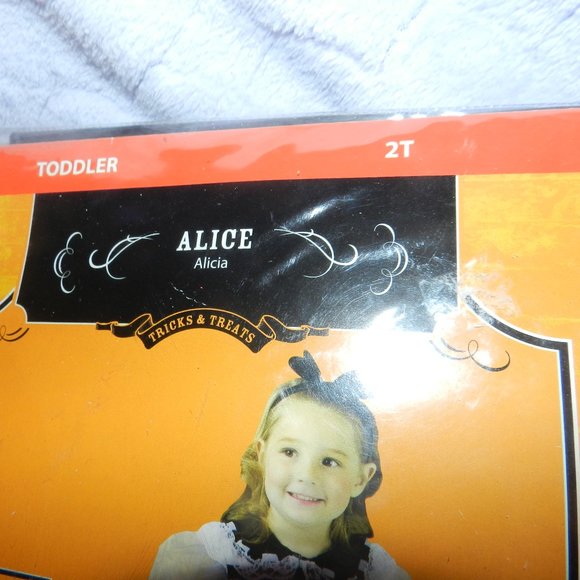 TODDLER 2T
ALICE
Alicia
TRICKS & TREATS